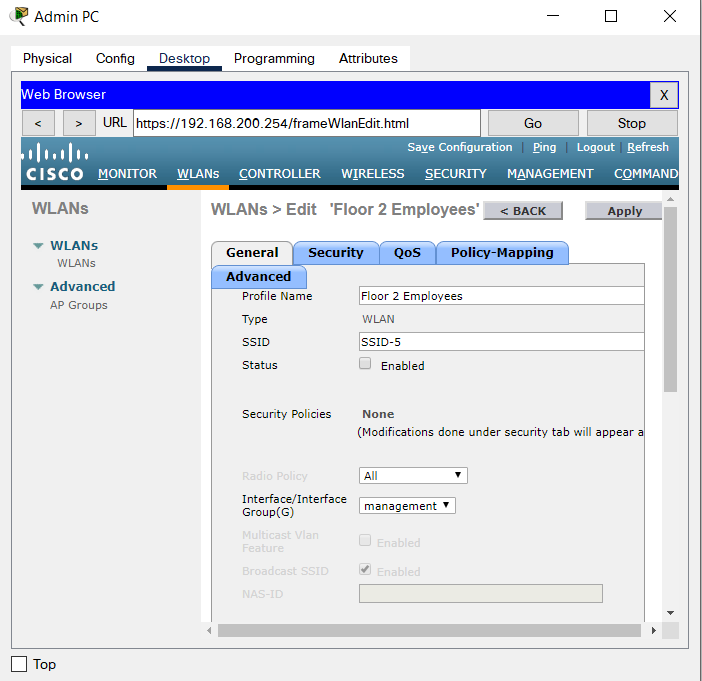 Admin PC
Physical Config Desktop Programming Attributes
Web Browser X
< > URL https://192.168.200.254/frameWlanEdit.html Go Stop
Save Configuration | Ping | Logout | Refresh
CISCO MONITOR WLANs CONTROLLER WIRELESS SECURITY MANAGEMENT COMMAND
WLANs
WLANs
WLANs
Advanced
AP Groups
WLANs > Edit 'Floor 2 Employees' < BACK Apply
General Security QoS Policy-Mapping
Advanced
Profile Name Floor 2 Employees
Type WLAN
SSID SSID-5
Status Enabled
Security Policies None
(Modifications done under security tab will appear a
Radio Policy All
Interface/Interface
Group(G) management
Multicast Vlan
Feature Enabled
Broadcast SSID Enabled
NAS-ID
Top